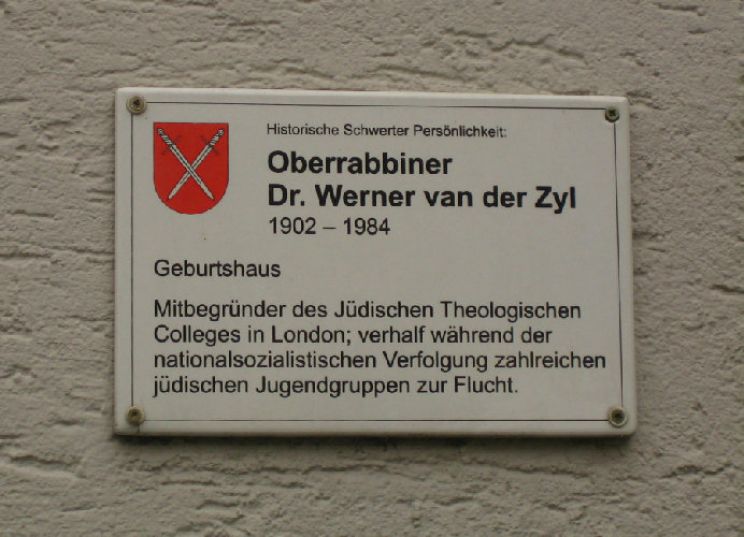 Historische Schwerter Persönlichkeit:
Oberrabbiner
Dr. Werner van der Zyl
1902 – 1984
Geburtshaus
Mitbegründer des Jüdischen Theologischen
Colleges in London; verhalf während der
nationalsozialistischen Verfolgung zahlreichen
jüdischen Jugendgruppen zur Flucht.